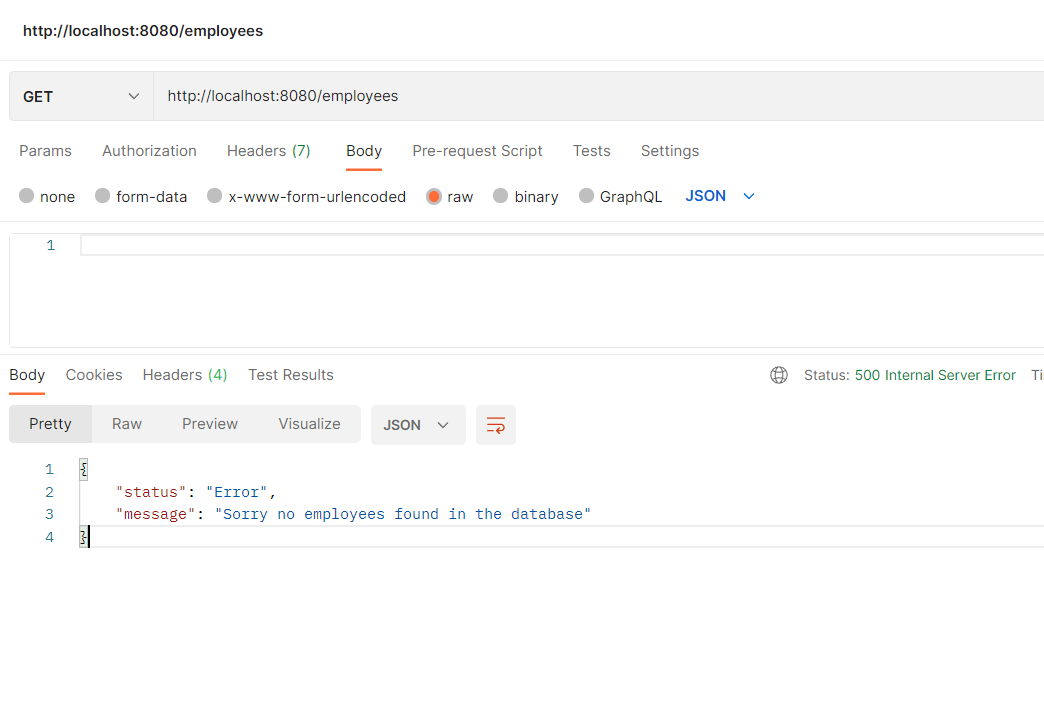 http://localhost:8080/employees
GET http://localhost:8080/employees
Params Authorization Headers (7) Body Pre-request Script Tests Settings
none form-data x-www-form-urlencoded raw binary GraphQL JSON
1
Body Cookies Headers (4) Test Results Status: 500 Internal Server Error Ti
Pretty Raw Preview Visualize JSON
1 {
2 "status": "Error",
3 "message": "Sorry no employees found in the database"
4 }